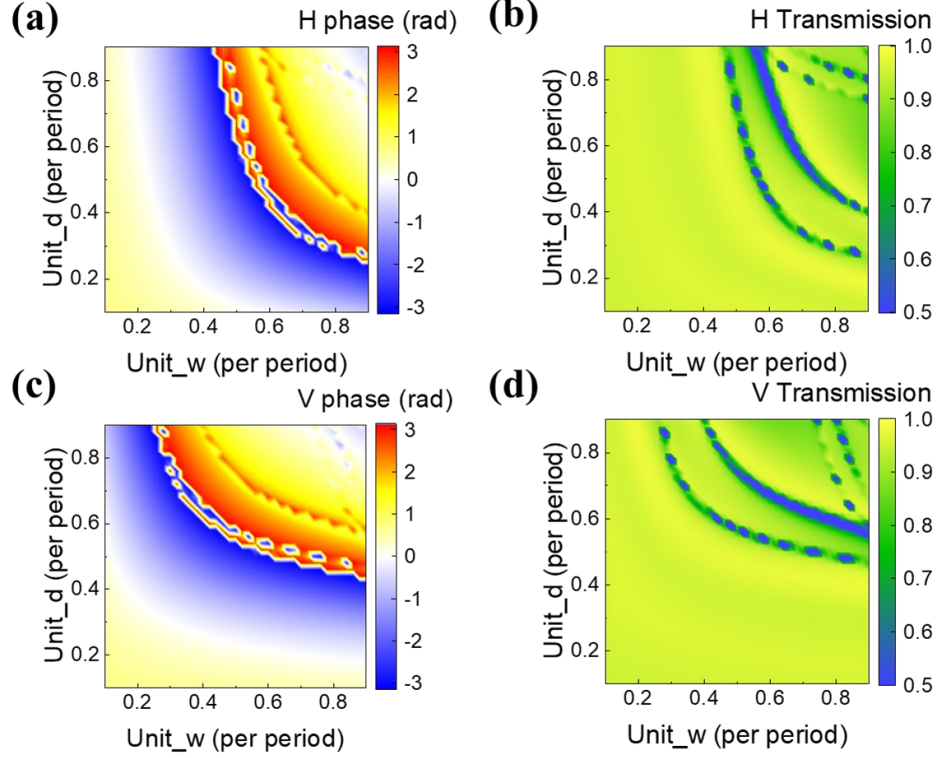 (a)
H phase (rad)
Unit_d (per period)
0.8
0.6
0.4
0.2
0.2 0.4 0.6 0.8
Unit_w (per period)
3
2
1
0
-1
-2
-3
(b)
H Transmission
Unit_d (per period)
0.8
0.6
0.4
0.2
0.2 0.4 0.6 0.8
Unit_w (per period)
1.0
0.9
0.8
0.7
0.6
0.5
(c)
V phase (rad)
Unit_d (per period)
0.8
0.6
0.4
0.2
0.2 0.4 0.6 0.8
Unit_w (per period)
3
2
1
0
-1
-2
-3
(d)
V Transmission
Unit_d (per period)
0.8
0.6
0.4
0.2
0.2 0.4 0.6 0.8
Unit_w (per period)
1.0
0.9
0.8
0.7
0.6
0.5